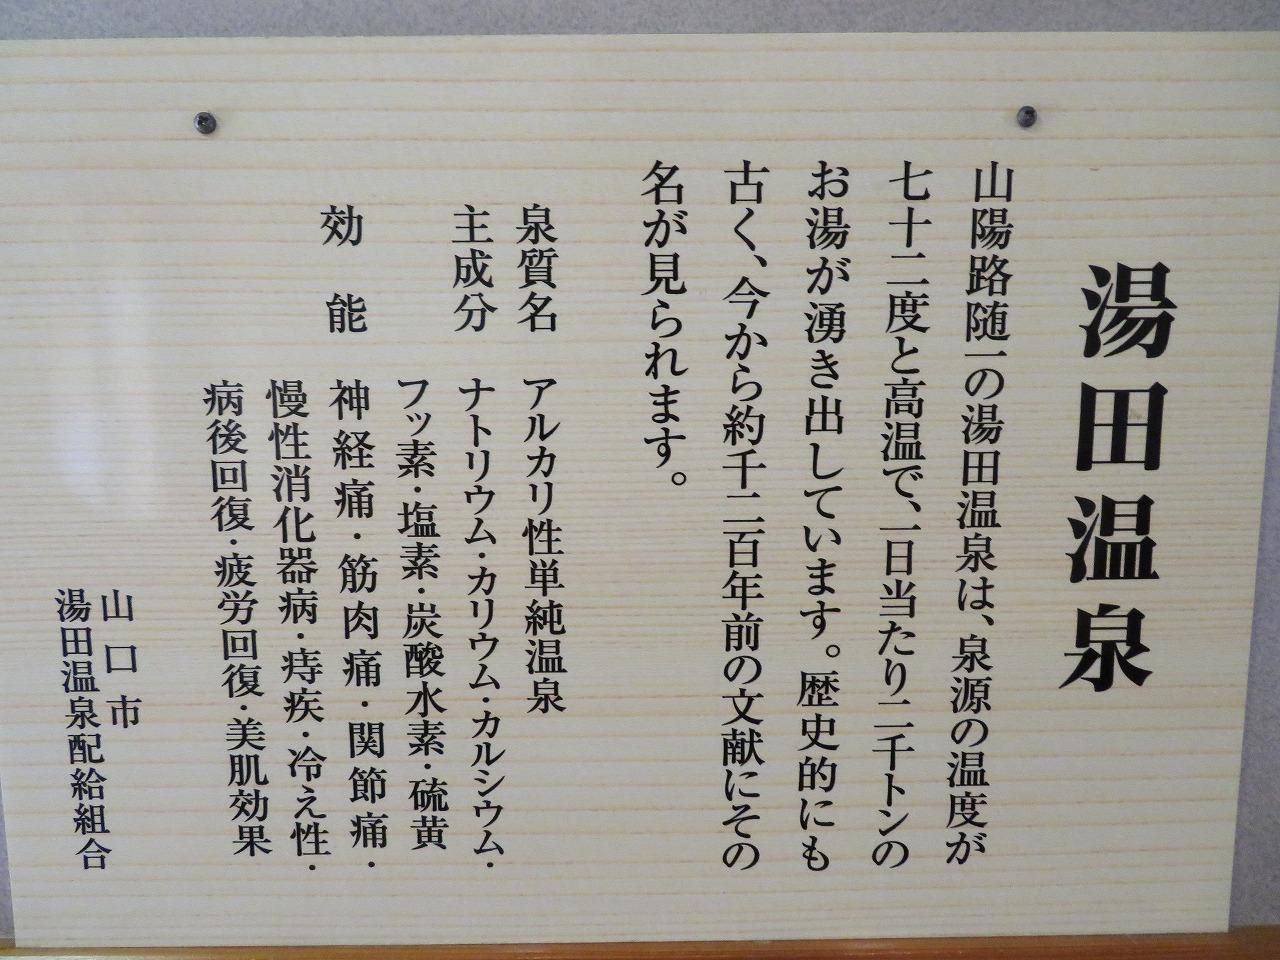 湯田温泉
山陽路随一の湯田温泉は、泉源の温度が
七十二度と高温で、一日当たり二千トンの
お湯が湧き出しています。歴史的にも
古く、今から約千二百年前の文献にその
名が見られます。
泉質名 アルカリ性単純温泉
主成分 ナトリウム・カリウム・カルシウム・
フッ素・塩素・炭酸水素・硫黄
効能 神経痛・筋肉痛・関節痛・
慢性消化器病・痔疾・冷え性・
病後回復・疲労回復・美肌効果
山口市
湯田温泉配給組合